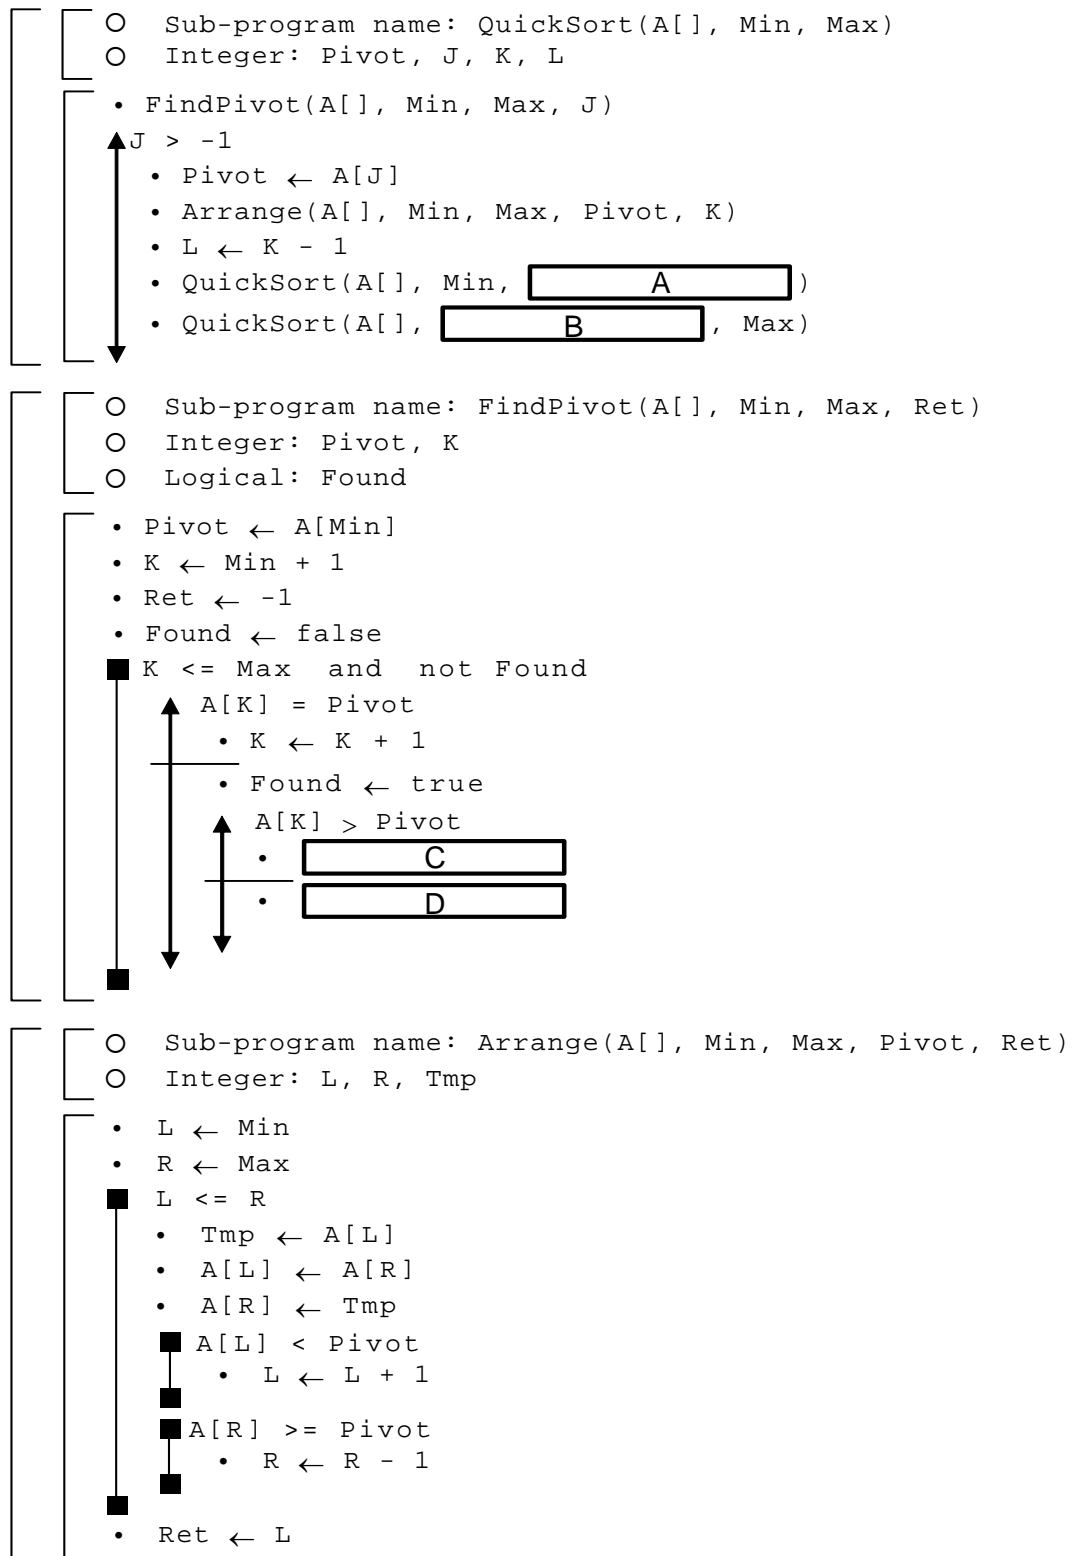 ○ Sub-program name: QuickSort(A[], Min, Max)
○ Integer: Pivot, J, K, L
• FindPivot(A[], Min, Max, J)
J > -1
• Pivot ← A[J]
• Arrange(A[], Min, Max, Pivot, K)
• L ← K - 1
• QuickSort(A[], Min, A )
• QuickSort(A[], B , Max)
○ Sub-program name: FindPivot(A[], Min, Max, Ret)
○ Integer: Pivot, K
○ Logical: Found
• Pivot ← A[Min]
• K ← Min + 1
• Ret ← -1
• Found ← false
K <= Max and not Found
A[K] = Pivot
• K ← K + 1
• Found ← true
A[K] > Pivot
• C
• D
○ Sub-program name: Arrange(A[], Min, Max, Pivot, Ret)
○ Integer: L, R, Tmp
• L ← Min
• R ← Max
L <= R
• Tmp ← A[L]
• A[L] ← A[R]
• A[R] ← Tmp
A[L] < Pivot
• L ← L + 1
A[R] >= Pivot
• R ← R - 1
• Ret ← L